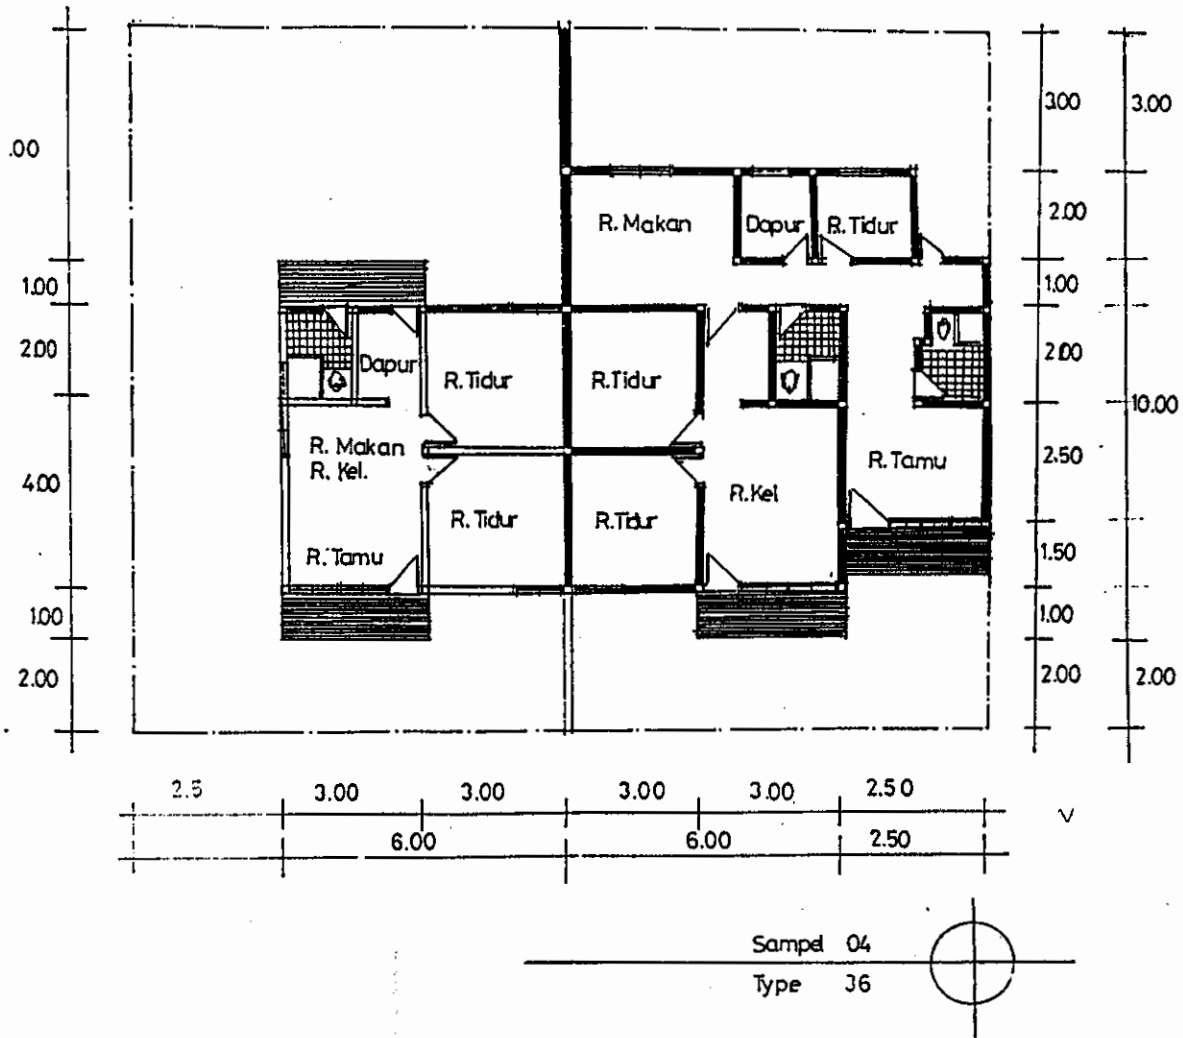 3.00
3.00
.00
R. Makan
Dapur
R. Tidur
2.00
1.00
1.00
2.00
Dapur
R. Tidur
R. Tidur
2.00
10.00
R. Makan
R. Kel.
R. Tamu
2.50
4.00
R. Tidur
R. Tidur
R. Kel
R. Tamu
1.50
1.00
1.00
2.00
2.00
2.00
2.5
3.00
3.00
3.00
3.00
2.50
6.00
6.00
2.50
Sampel 04
Type 36